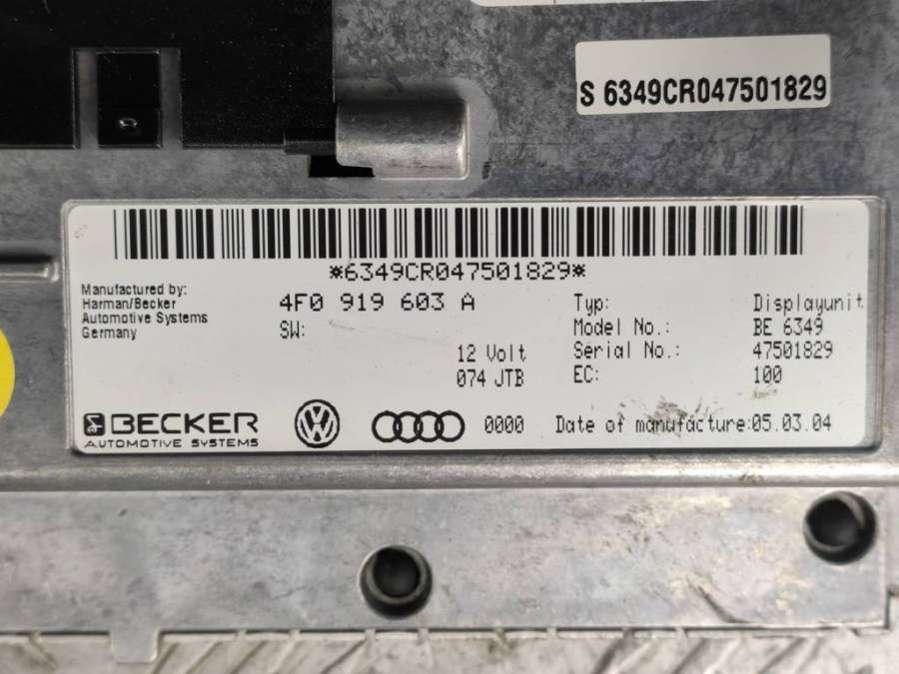 S 6349CR047501829
*6349CR047501829*
Manufactured by:
Harman/Becker
Automotive Systems
Germany
4F0 919 603 A
SW:
12 Volt
074 JTB
Typ: Displayunit
Model No.: BE 6349
Serial No.: 47501829
EC: 100
BECKER
AUTOMOTIVE SYSTEMS
0000
Date of manufacture:05.03.04